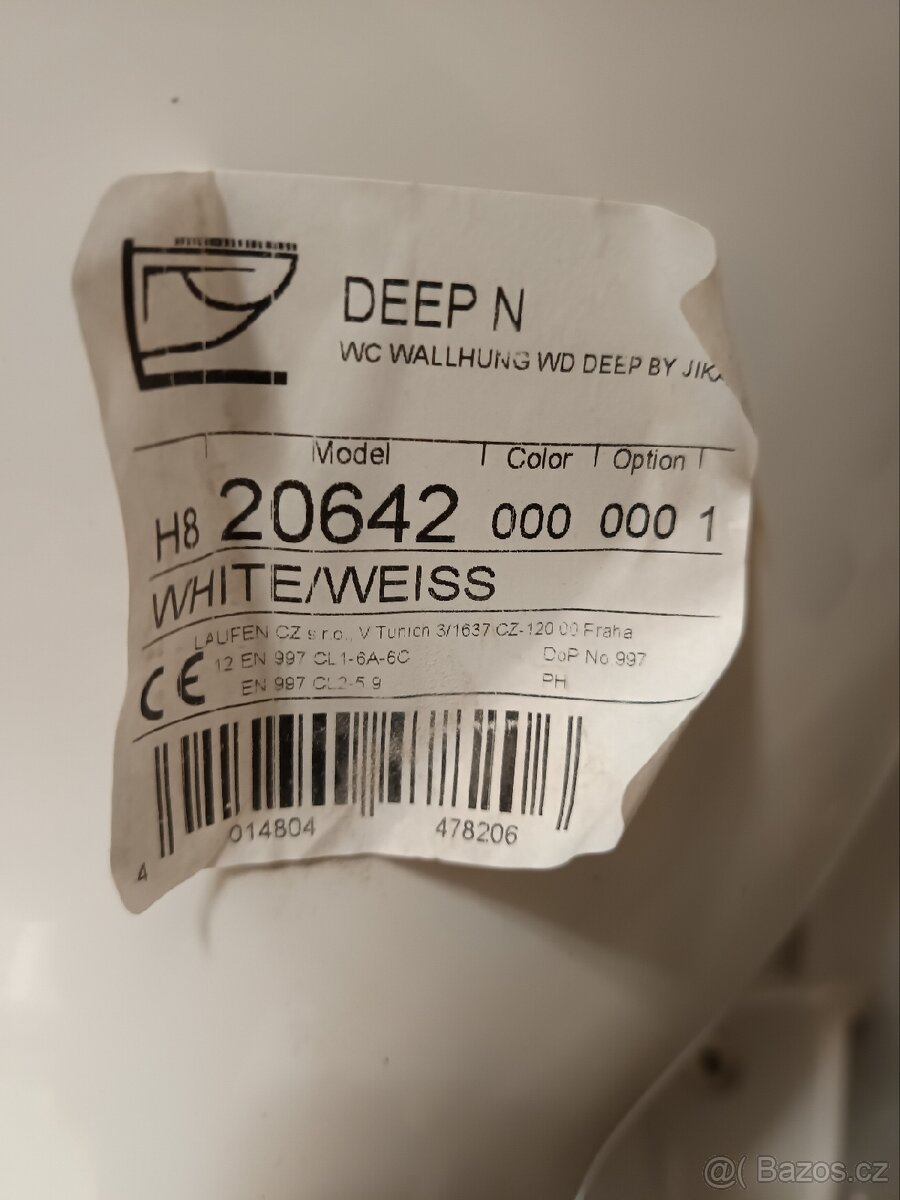 DEEP N
WC WALLHUNG WD DEEP BY JIKA
Model Color Option
H8 20642 000 000 1
WHITE/WEISS
LAUFEN CZ s.r.o., V Tunich 3/1637 CZ-120 00 Praha
CE 12 EN 997 CL1-6A-6C DoP No 997
EN 997 CL2-5.9 PH
4 014804 478206
@( Bazos.cz